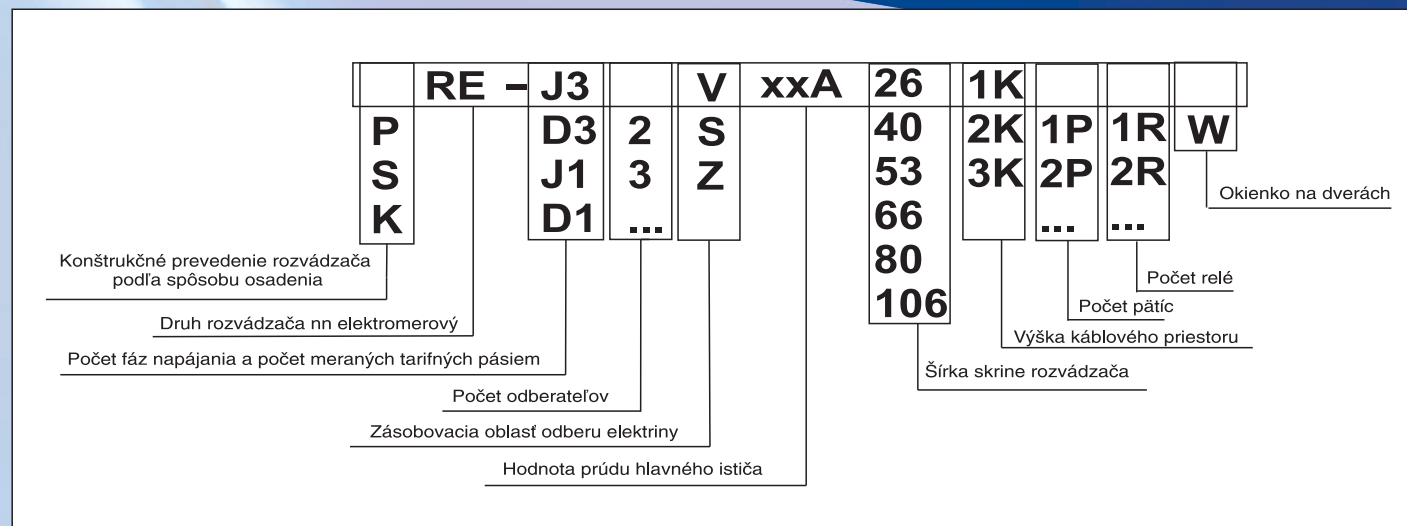 RE - J3 V xxA 26 1K
P D3 2 S 40 2K 1P 1R W
S J1 3 Z 53 3K 2P 2R
K D1 ... 66 ... ...
80
106
Okienko na dverách
Konštrukčné prevedenie rozvádzača
podľa spôsobu osadenia
Počet relé
Počet pätíc
Druh rozvádzača nn elektromerový
Výška káblového priestoru
Počet fáz napájania a počet meraných tarifných pásiem
Šírka skrine rozvádzača
Počet odberateľov
Zásobovacia oblasť odberu elektriny
Hodnota prúdu hlavného ističa